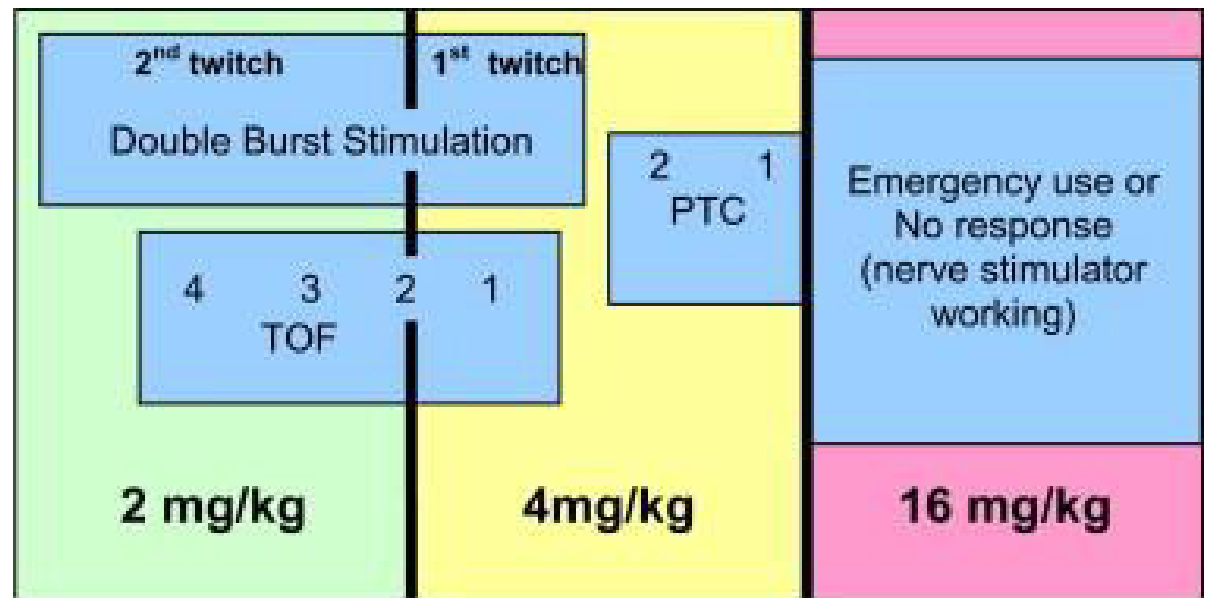 2nd twitch
1st twitch
Double Burst Stimulation
2 1
PTC
4 3 2 1
TOF
Emergency use or
No response
(nerve stimulator
working)
2 mg/kg
4mg/kg
16 mg/kg